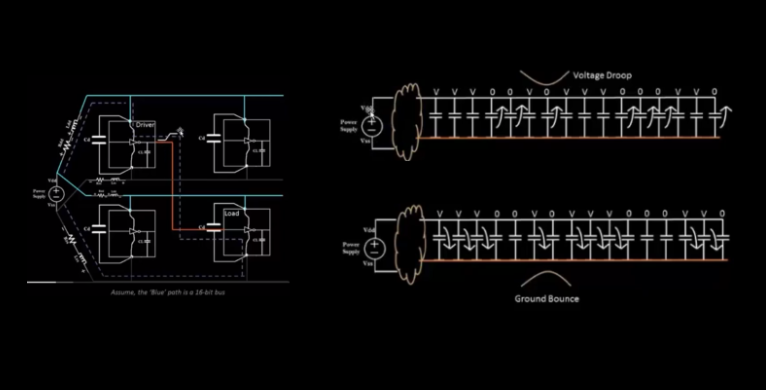 Voltage Droop
Vdd
Power
Supply
Vss
V V V 0 0 V 0 V V V 0 0 0 0 V V 0
Driver
Cd
Cd
Load
Vdd
Power
Supply
Vss
Cd
Cd
Assume, the 'Blue' path is a 16-bit bus
V V V V 0 V 0 V V V V 0 0 0 V V 0
Vdd
Power
Supply
Vss
Ground Bounce